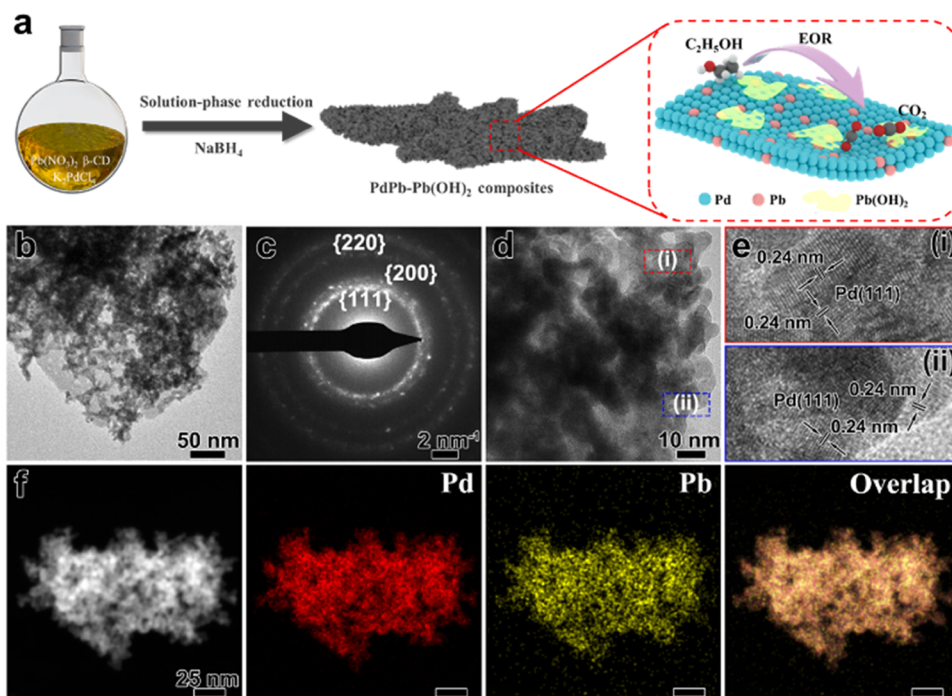 a
Solution-phase reduction
NaBH₄
Pb(NO₃)₂ β-CD
K₂PdCl₄
PdPb-Pb(OH)₂ composites
C₂H₅OH
EOR
CO₂
Pd
Pb
Pb(OH)₂
b
50 nm
c
{220}
{200}
{111}
2 nm⁻¹
d
(i)
(ii)
10 nm
e
(i)
0.24 nm
Pd(111)
0.24 nm
(ii)
Pd(111)
0.24 nm
0.24 nm
f
25 nm
Pd
Pb
Overlap